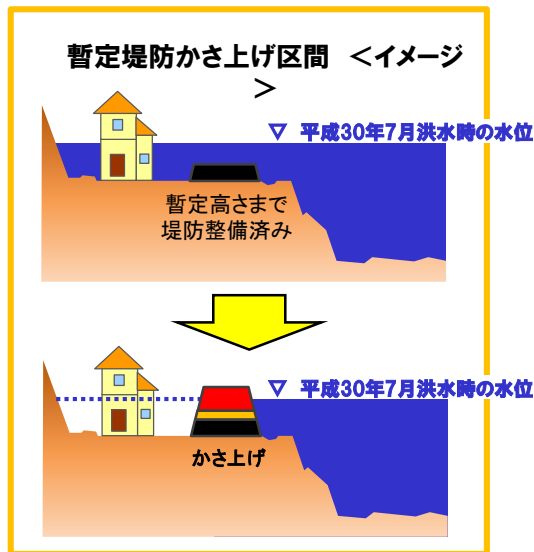 暫定堤防かさ上げ区間 ＜イメージ
＞
▽ 平成30年7月洪水時の水位
暫定高さまで
堤防整備済み
▽ 平成30年7月洪水時の水位
かさ上げ